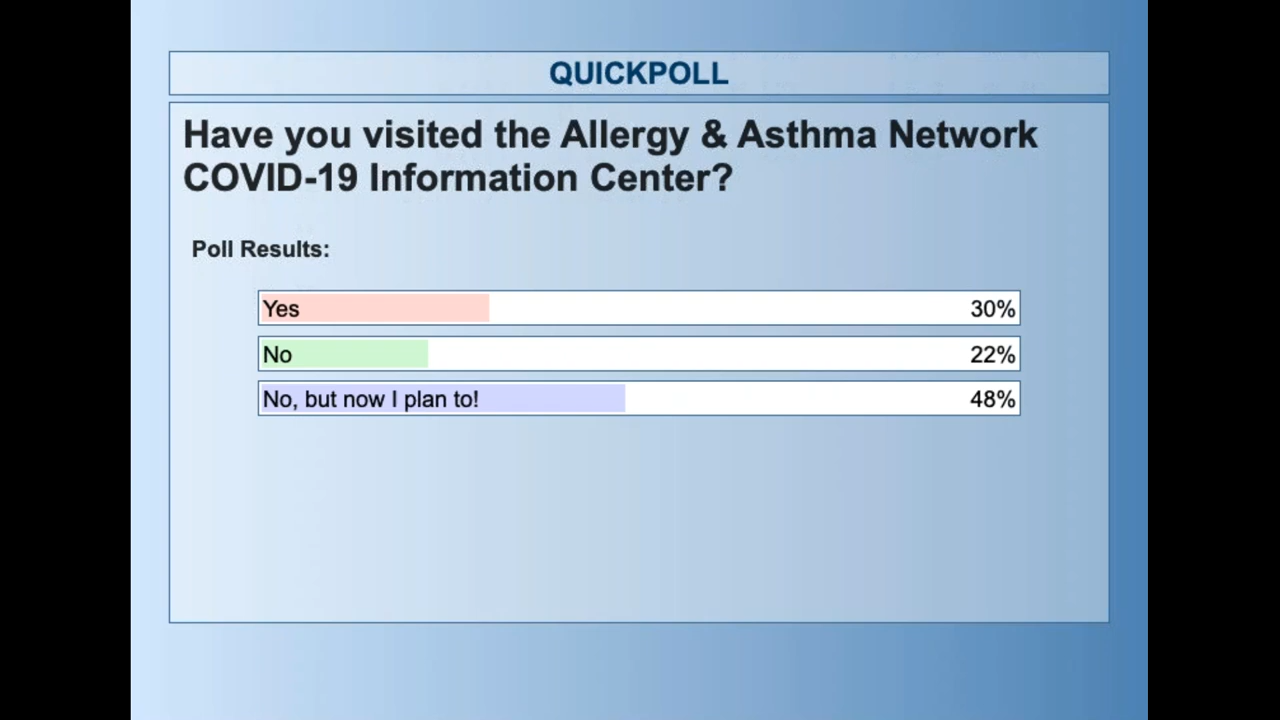 QUICKPOLL
Have you visited the Allergy & Asthma Network
COVID-19 Information Center?
Poll Results:
Yes 30%
No 22%
No, but now I plan to! 48%